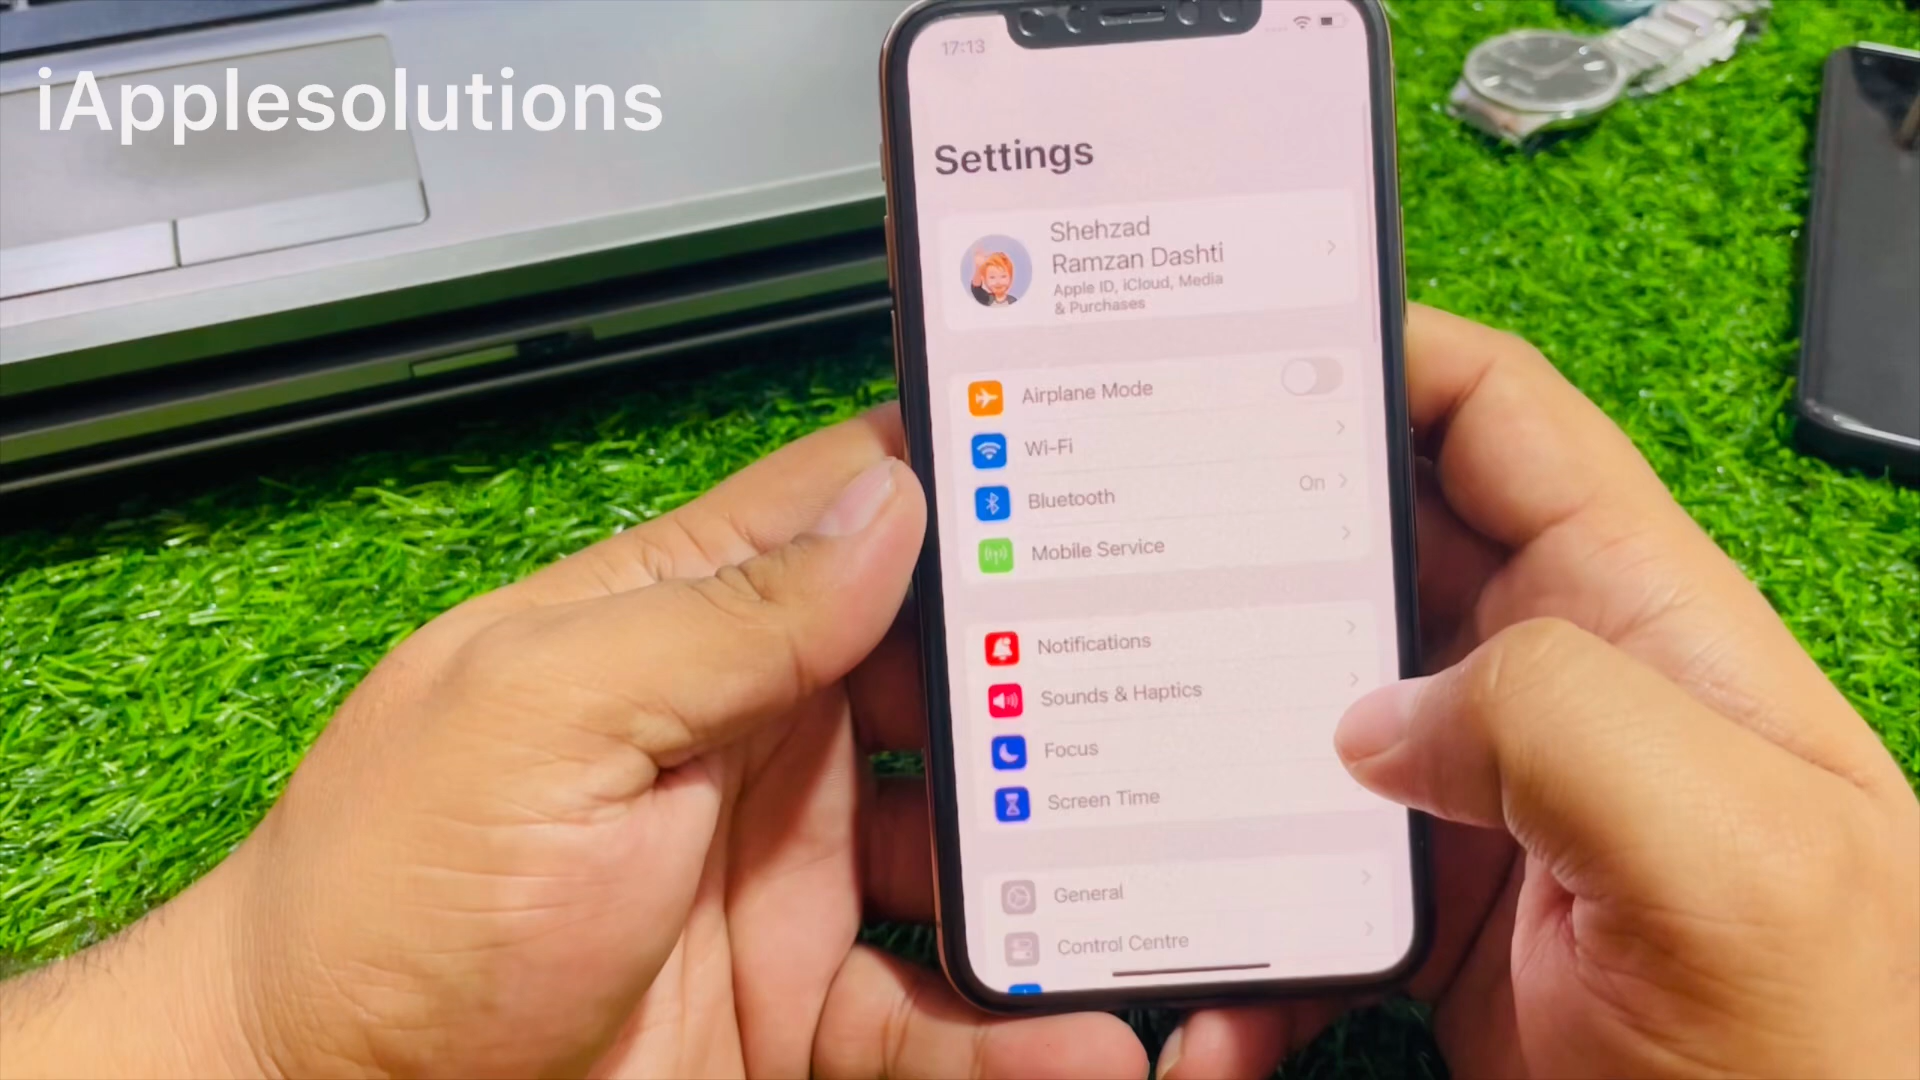 iApplesolutions
17:13
Settings
Shehzad
Ramzan Dashti
Apple ID, iCloud, Media
& Purchases
Airplane Mode
Wi-Fi
Bluetooth
On
Mobile Service
Notifications
Sounds & Haptics
Focus
Screen Time
General
Control Centre